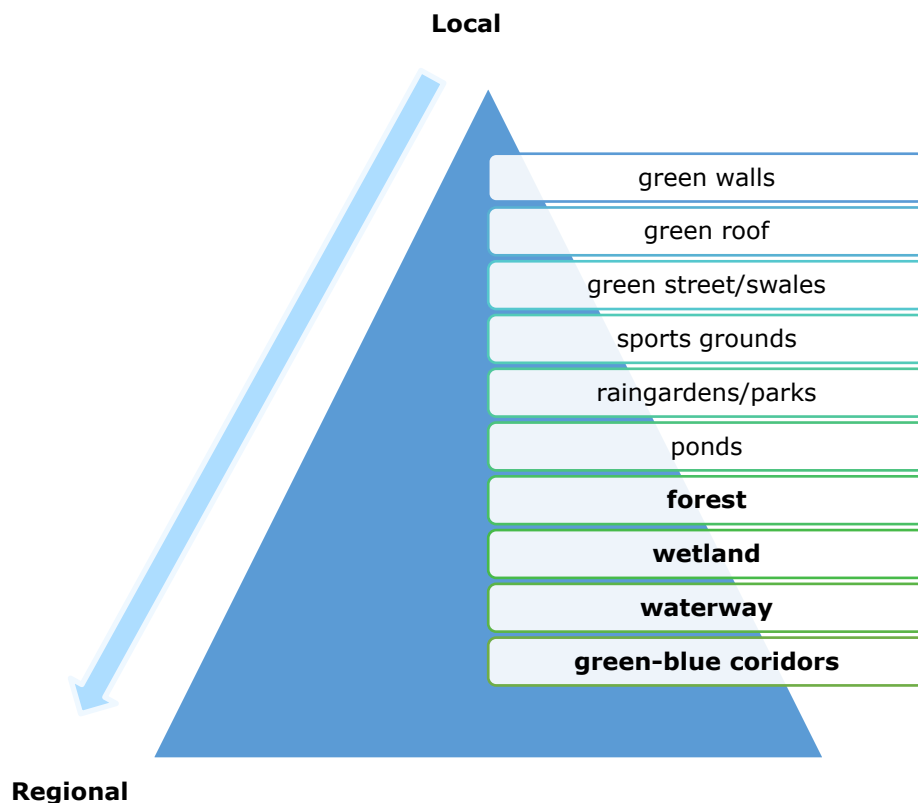 Local
green walls
green roof
green street/swales
sports grounds
raingardens/parks
ponds
forest
wetland
waterway
green-blue coridors
Regional